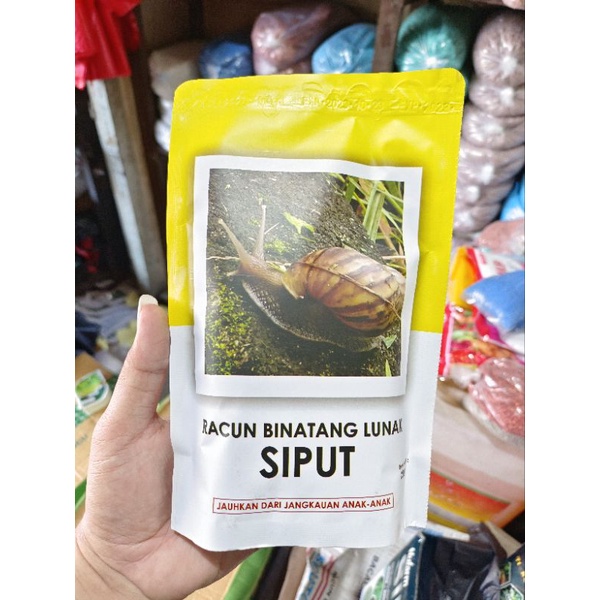 RACUN BINATANG LUNAK
SIPUT
JAUHKAN DARI JANGKAUAN ANAK-ANAK